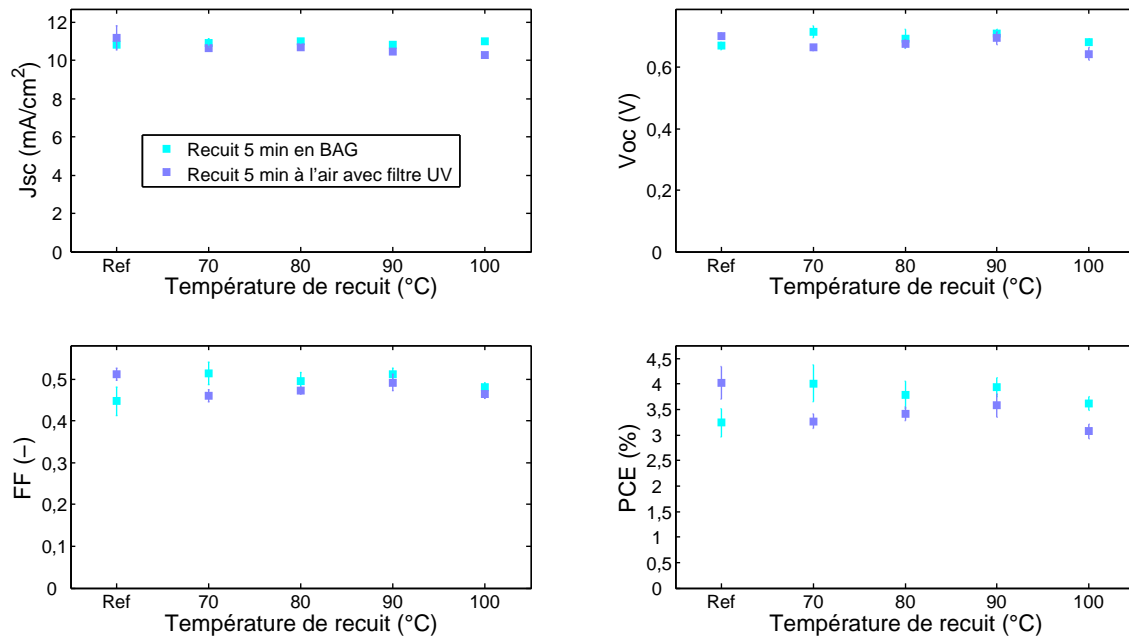 12
10
8
6
4
2
0
Jsc (mA/cm²)
Recuit 5 min en BAG
Recuit 5 min à l'air avec filtre UV
Ref 70 80 90 100
Température de recuit (°C)
0,6
0,4
0,2
0
Voc (V)
Ref 70 80 90 100
Température de recuit (°C)
0,5
0,4
0,3
0,2
0,1
0
FF (–)
Ref 70 80 90 100
Température de recuit (°C)
4,5
4
3,5
3
2,5
2
1,5
1
0,5
0
PCE (%)
Ref 70 80 90 100
Température de recuit (°C)